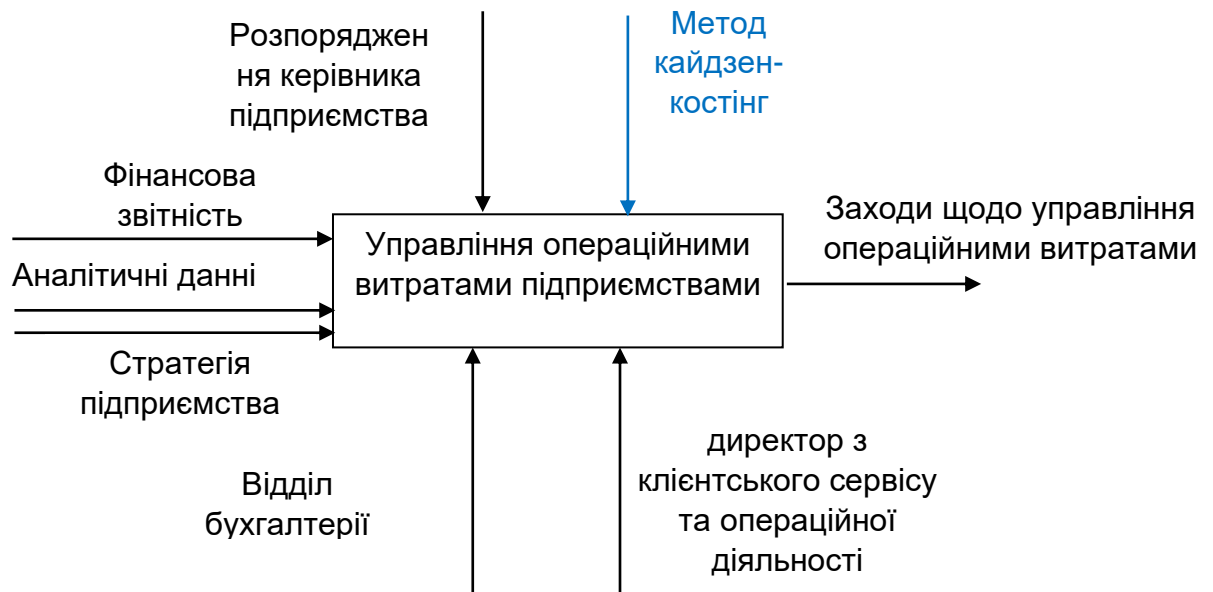 Розпоряджен
ня керівника
підприємства
Метод
кайдзен-
костінг
Фінансова
звітність
Аналітичні данні
Стратегія
підприємства
Управління операційними
витратами підприємствами
Заходи щодо управління
операційними витратами
Відділ
бухгалтерії
директор з
клієнтського сервісу
та операційної
діяльності